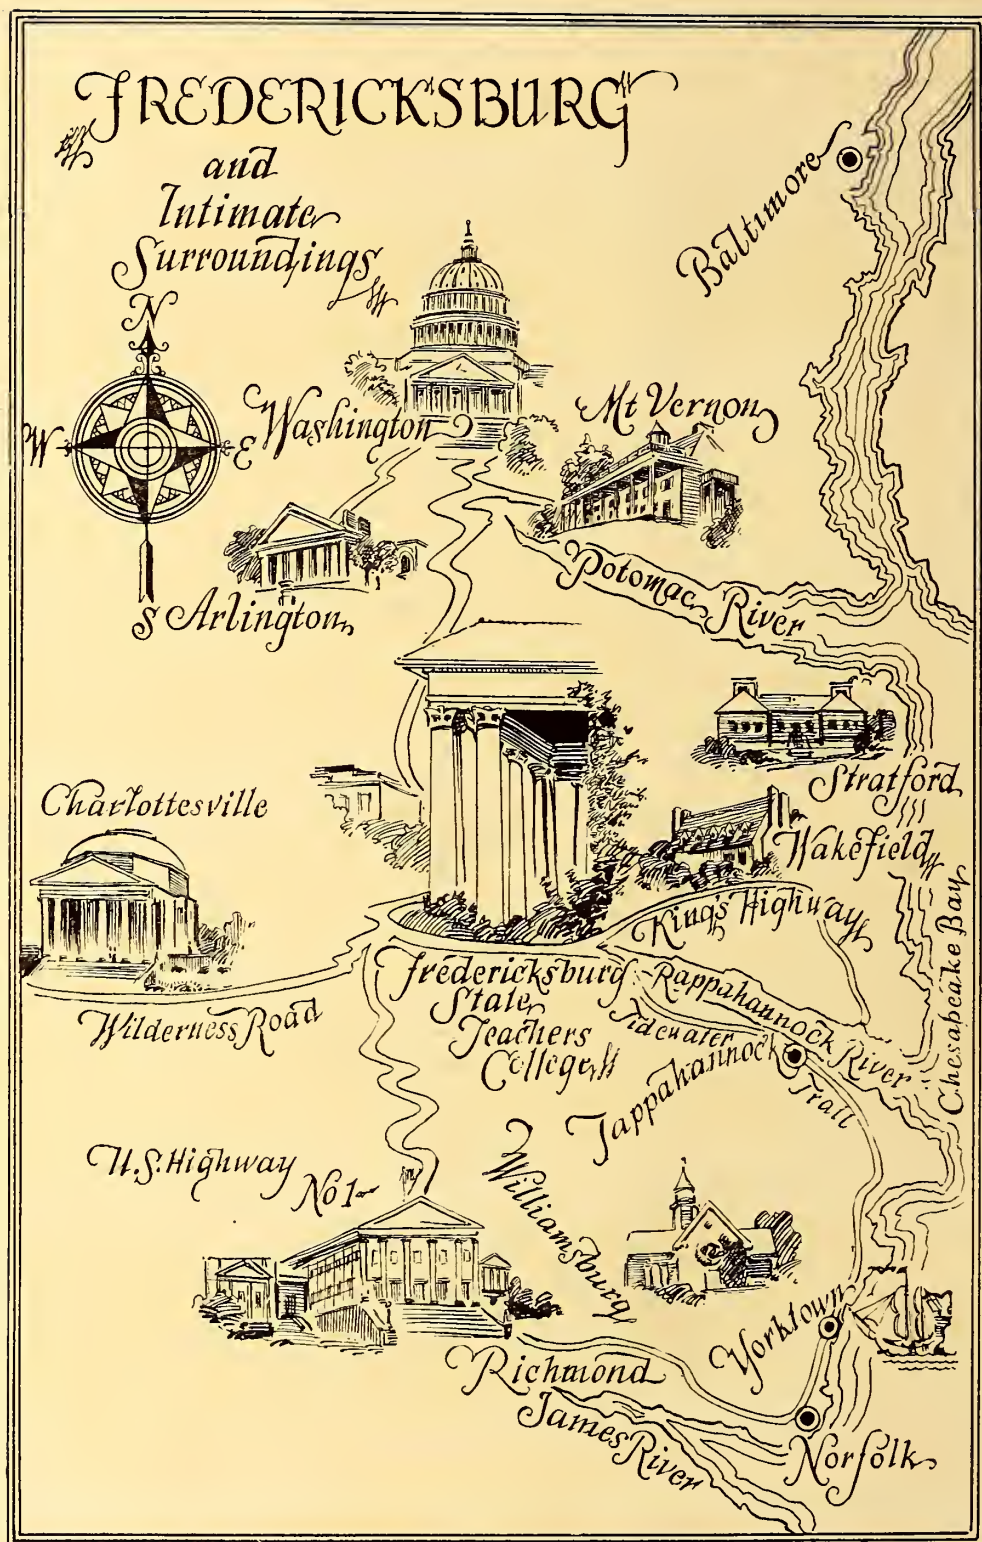 FREDERICKSBURG
and
Intimate
Surroundings
N
W
E
S
Baltimore
Washington
Mt Vernon
Arlington
Potomac River
Stratford
Wakefield
Charlottesville
King's Highway
Chesapeake Bay
Fredericksburg
State
Teachers
College
Rappahannock River
Tidewater
Trail
Tappahannock
Wilderness Road
U.S. Highway
No 1
Williamsburg
Yorktown
Richmond
James
River
Norfolk